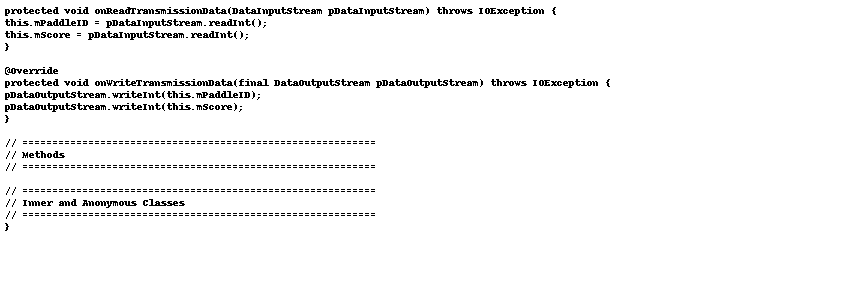 protected void onReadTransmissionData(DataInputStream pDataInputStream) throws IOException {
this.mPaddleID = pDataInputStream.readInt();
this.mScore = pDataInputStream.readInt();
}
@Override
protected void onWriteTransmissionData(final DataOutputStream pDataOutputStream) throws IOException {
pDataOutputStream.writeInt(this.mPaddleID);
pDataOutputStream.writeInt(this.mScore);
}
// ===========================================================
// Methods
// ===========================================================
// ===========================================================
// Inner and Anonymous Classes
// ===========================================================
}